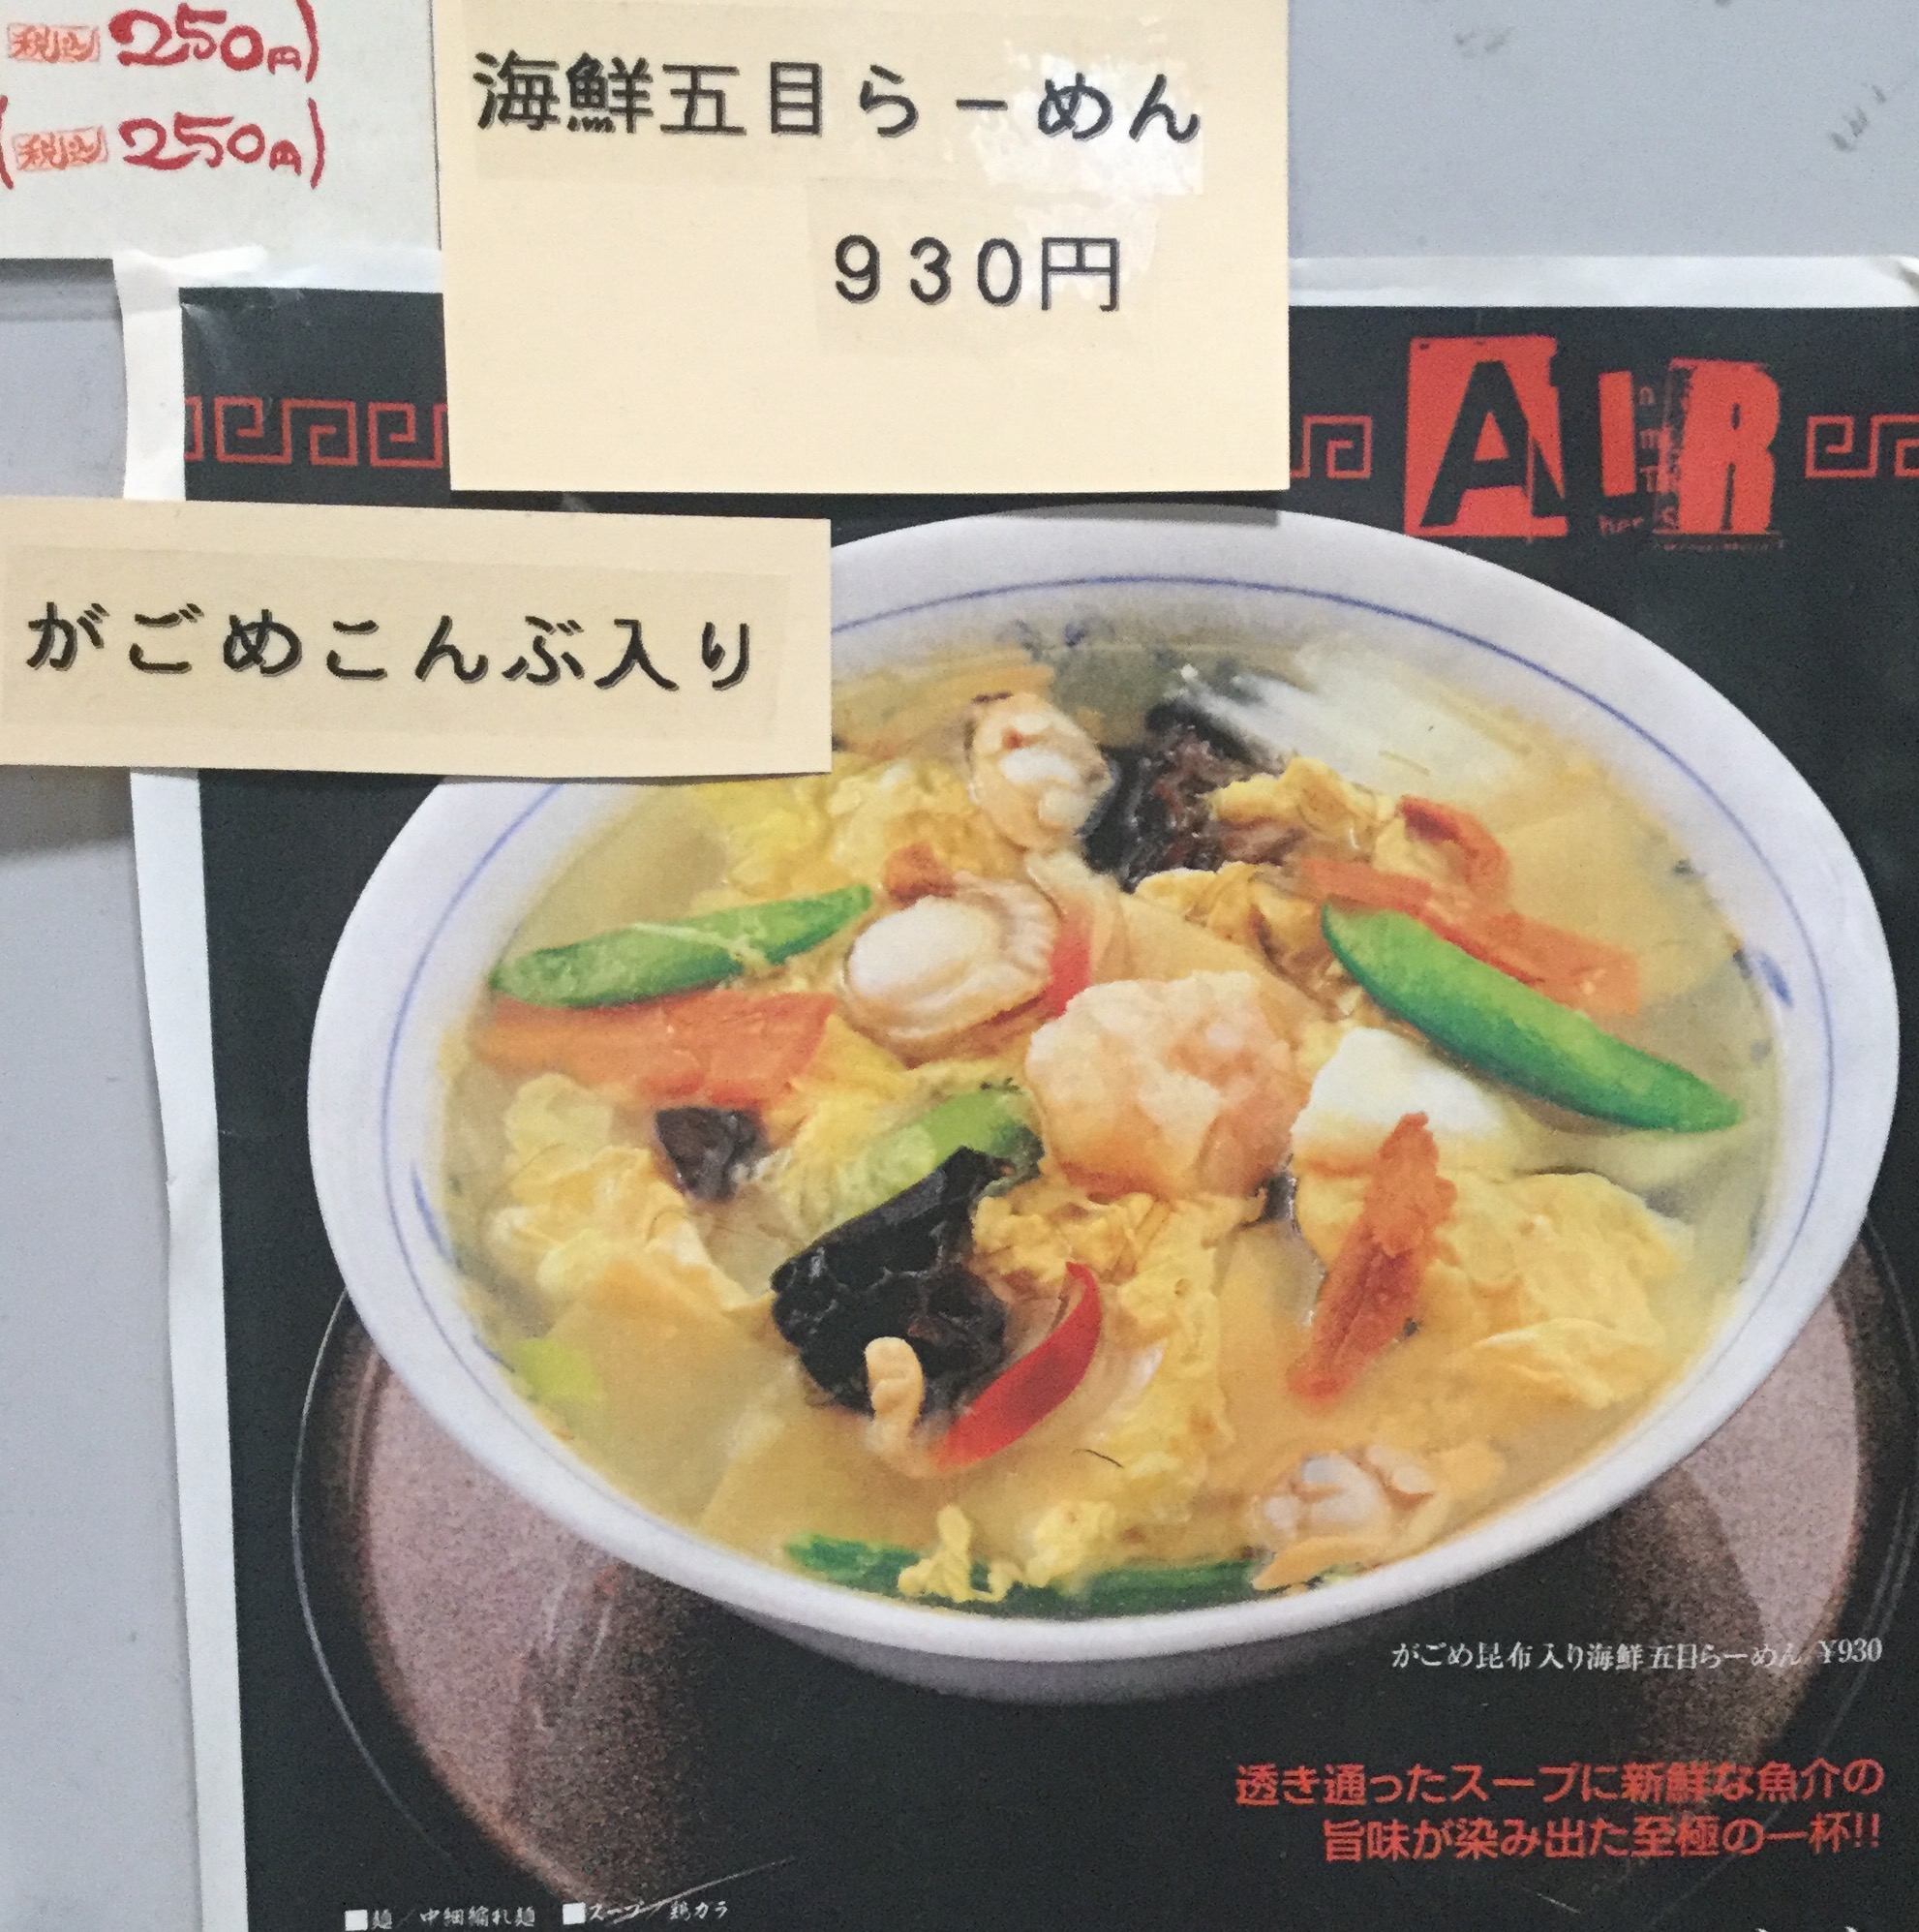 税込 250円)
(税込 250円)
海鮮五目らーめん
930円
AIR
がごめこんぶ入り
がごめ昆布入り海鮮五目らーめん ¥930
透き通ったスープに新鮮な魚介の
旨味が染み出た至極の一杯!!
■麺/中細縮れ麺 ■スープ/鶏ガラ